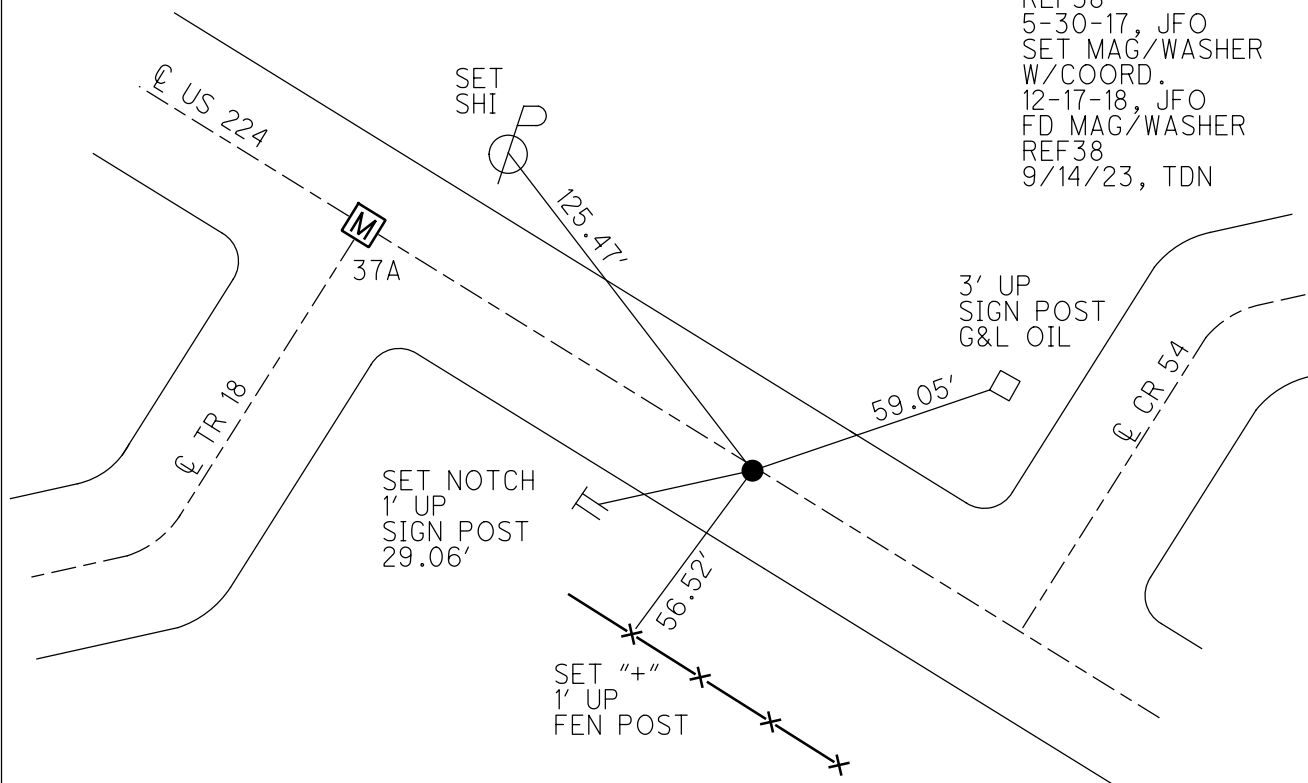 REF38
5-30-17, JFO
SET MAG/WASHER
W/COORD.
12-17-18, JFO
FD MAG/WASHER
REF38
9/14/23, TDN
SET
SHI
℄ US 224
125.47'
M
37A
3' UP
SIGN POST
G&L OIL
59.05'
℄ CR 54
℄ TR 18
SET NOTCH
1' UP
SIGN POST
29.06'
56.52'
SET "+"
1' UP
FEN POST